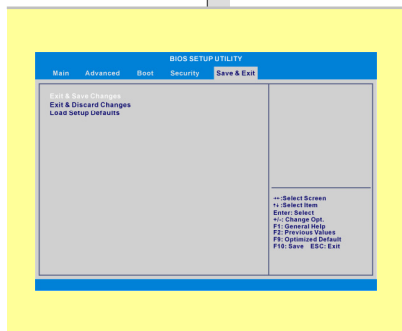 BIOS SETUP UTILITY
Main Advanced Boot Security Save & Exit
Exit & Save Changes
Exit & Discard Changes
Load Setup Defaults
↔:Select Screen
↑↓:Select Item
Enter: Select
+/-: Change Opt.
F1: General Help
F2: Previous Values
F9: Optimized Default
F10: Save ESC: Exit